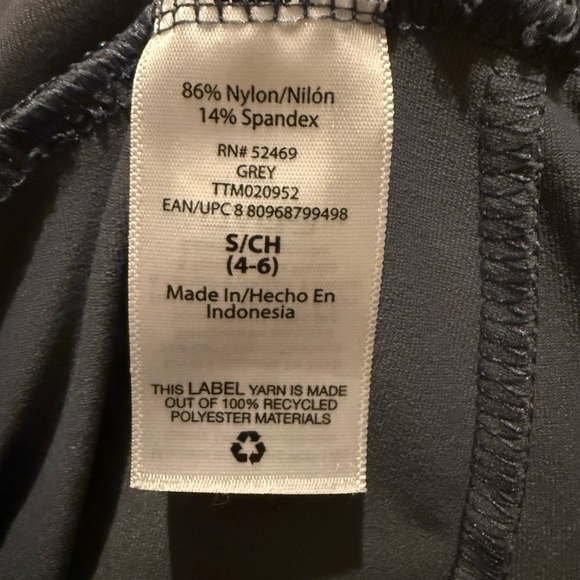 86% Nylon/Nilón
14% Spandex
RN# 52469
GREY
TTM020952
EAN/UPC 8 80968799498
S/CH
(4-6)
Made In/Hecho En
Indonesia
THIS LABEL YARN IS MADE
OUT OF 100% RECYCLED
POLYESTER MATERIALS